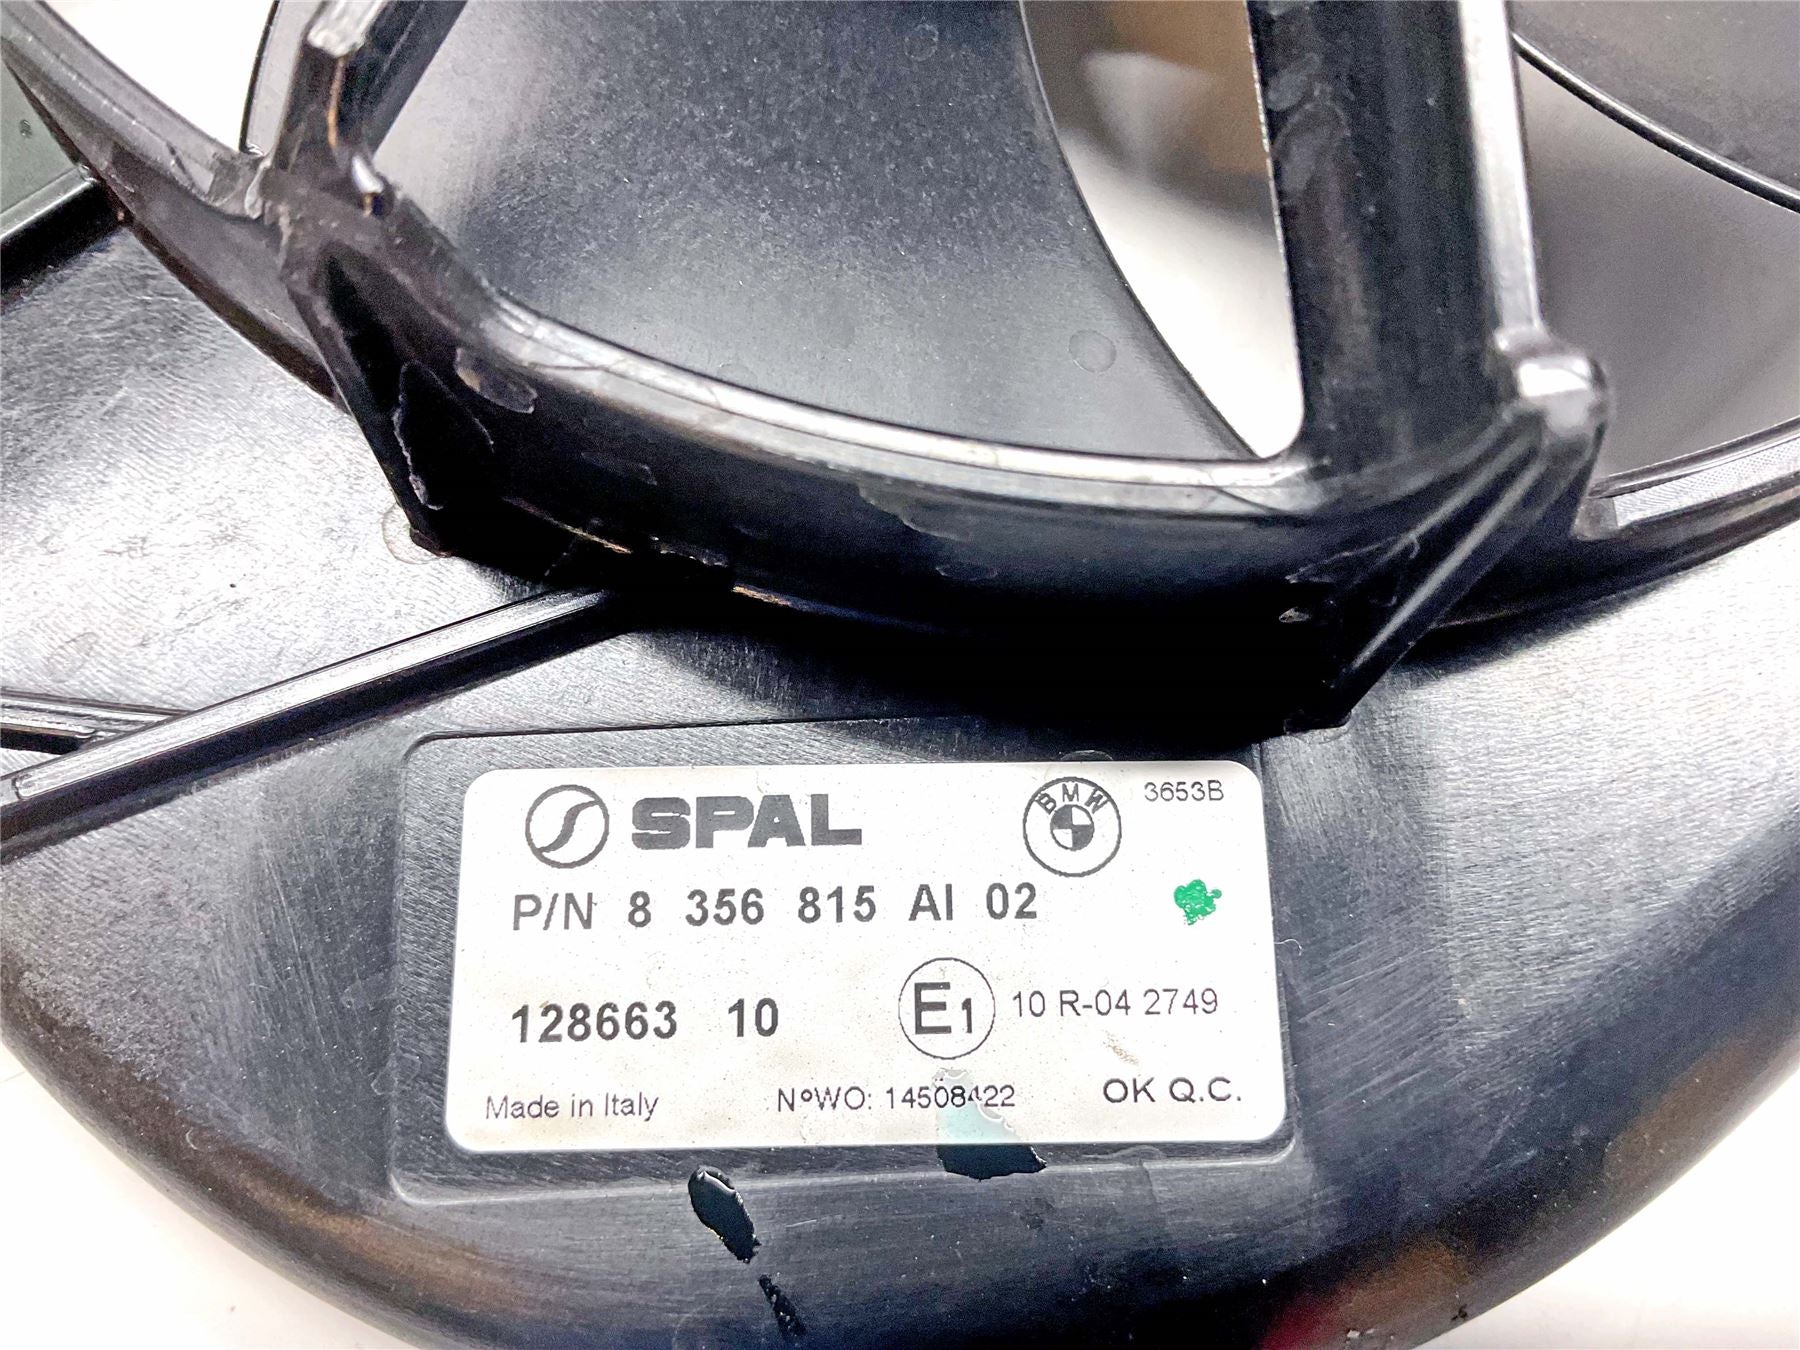 SPAL
BMW
3653B
P/N 8 356 815 AI 02
128663 10
E1 10 R-04 2749
Made in Italy
N°WO: 14508422
OK Q.C.